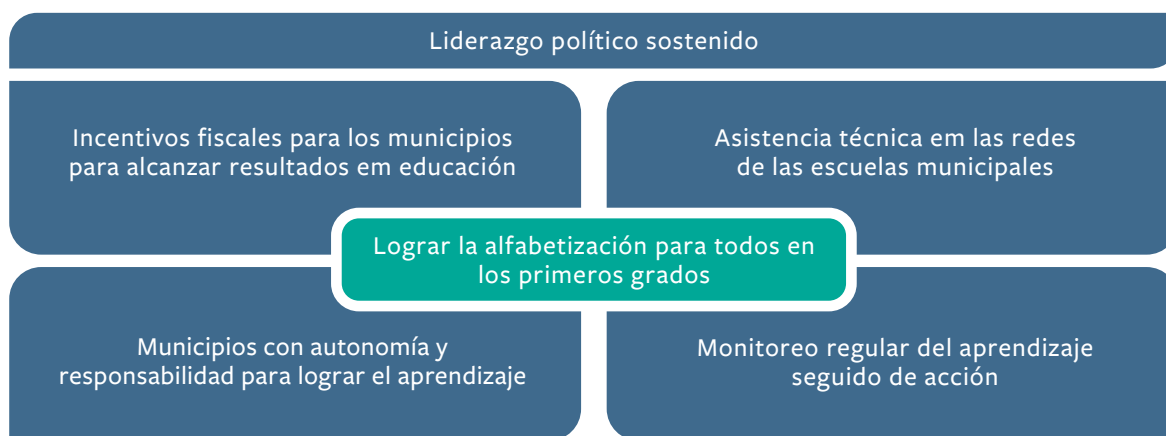 Liderazgo político sostenido
Incentivos fiscales para los municipios
para alcanzar resultados em educación
Asistencia técnica em las redes
de las escuelas municipales
Lograr la alfabetización para todos en
los primeros grados
Municipios con autonomía y
responsabilidad para lograr el aprendizaje
Monitoreo regular del aprendizaje
seguido de acción